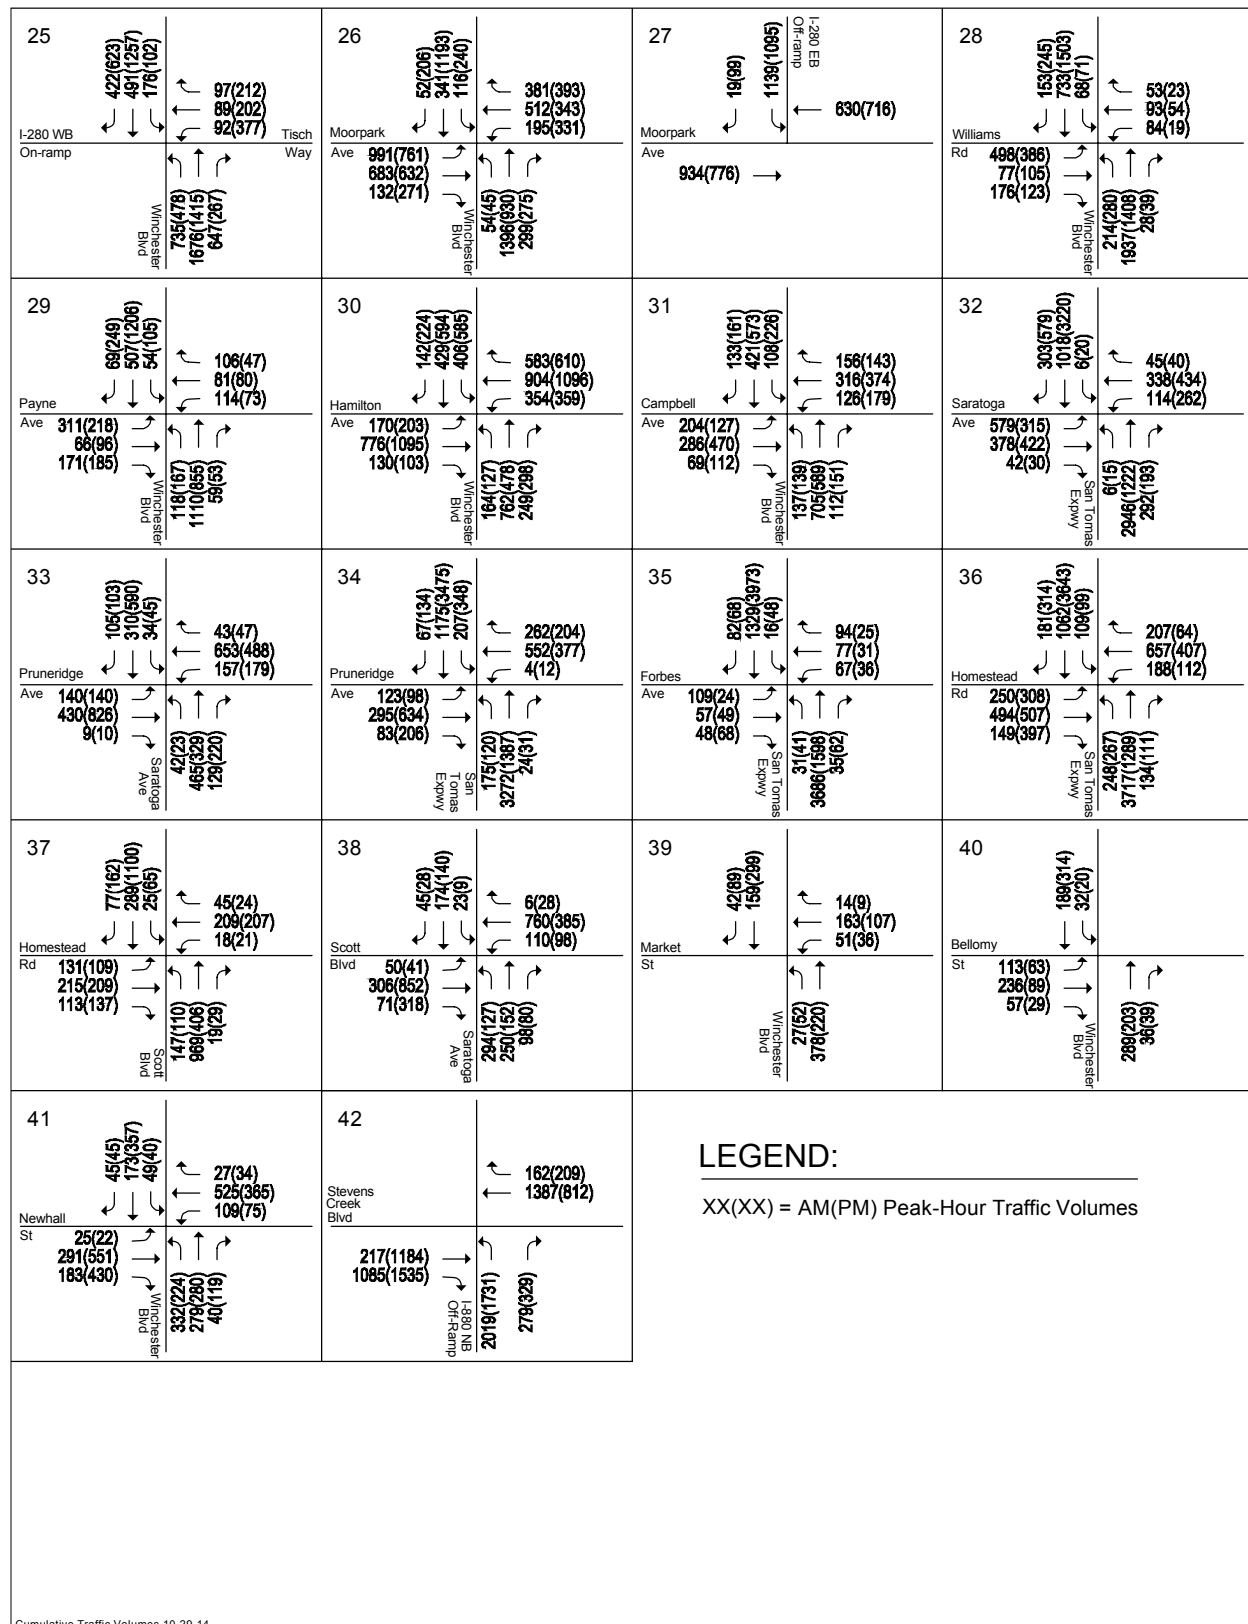 25
422(623)
491(1257)
176(102)
97(212)
89(202)
92(377)
I-280 WB
On-ramp
Tisch
Way
Winchester
Blvd
735(478)
1676(1415)
647(267)
26
52(206)
341(1193)
116(240)
381(393)
512(343)
195(331)
Moorpark
Ave
991(761)
683(632)
132(271)
Winchester
Blvd
54(45)
1396(930)
299(275)
27
19(99)
1139(1095)
I-280 EB
Off-ramp
630(716)
Moorpark
Ave
934(776)
28
153(245)
733(1503)
68(71)
53(23)
93(54)
84(19)
Williams
Rd
498(386)
77(105)
176(123)
Winchester
Blvd
214(280)
1937(1408)
28(39)
29
69(249)
507(1206)
54(105)
106(47)
81(80)
114(73)
Payne
Ave
311(218)
66(96)
171(185)
Winchester
Blvd
118(167)
1110(855)
59(53)
30
142(224)
429(594)
406(585)
583(610)
904(1096)
354(359)
Hamilton
Ave
170(203)
776(1095)
130(103)
Winchester
Blvd
164(127)
762(478)
249(298)
31
133(161)
421(573)
108(226)
156(143)
316(374)
126(179)
Campbell
Ave
204(127)
286(470)
69(112)
Winchester
Blvd
137(139)
705(589)
112(151)
32
303(579)
1018(3220)
6(20)
45(40)
338(434)
114(262)
Saratoga
Ave
579(315)
378(422)
42(30)
San Tomas
Expwy
6(15)
2946(1222)
292(193)
33
105(103)
310(590)
34(45)
43(47)
653(488)
157(179)
Pruneridge
Ave
140(140)
430(826)
9(10)
Saratoga
Ave
42(23)
465(329)
129(220)
34
67(134)
1175(3475)
207(348)
262(204)
552(377)
4(12)
Pruneridge
Ave
123(98)
295(634)
83(206)
San
Tomas
Expwy
175(120)
3272(1387)
24(31)
35
82(68)
1329(3973)
16(48)
94(25)
77(31)
67(36)
Forbes
Ave
109(24)
57(49)
48(68)
San Tomas
Expwy
31(41)
3686(1598)
35(62)
36
181(314)
1062(3643)
109(99)
207(64)
657(407)
188(112)
Homestead
Rd
250(308)
494(507)
149(397)
San Tomas
Expwy
248(267)
3717(1289)
134(111)
37
77(162)
289(1100)
25(65)
45(24)
209(207)
18(21)
Homestead
Rd
131(109)
215(209)
113(137)
Scott
Blvd
147(110)
969(406)
19(29)
38
45(28)
174(140)
23(9)
6(28)
760(385)
110(98)
Scott
Blvd
50(41)
306(852)
71(318)
Saratoga
Ave
294(127)
250(152)
98(80)
39
42(89)
159(299)
14(9)
163(107)
51(36)
Market
St
Winchester
Blvd
27(52)
378(220)
40
189(314)
32(20)
Bellomy
St
113(63)
236(89)
57(29)
Winchester
Blvd
289(203)
36(39)
41
45(45)
173(357)
49(40)
27(34)
525(365)
109(75)
Newhall
St
25(22)
291(551)
183(430)
Winchester
Blvd
332(224)
279(280)
40(119)
42
162(209)
1387(812)
Stevens
Creek
Blvd
217(1184)
1085(1535)
I-880 NB
Off-Ramp
2019(1731)
279(329)
LEGEND:
XX(XX) = AM(PM) Peak-Hour Traffic Volumes
Cumulative Traffic Volumes 10-29-14